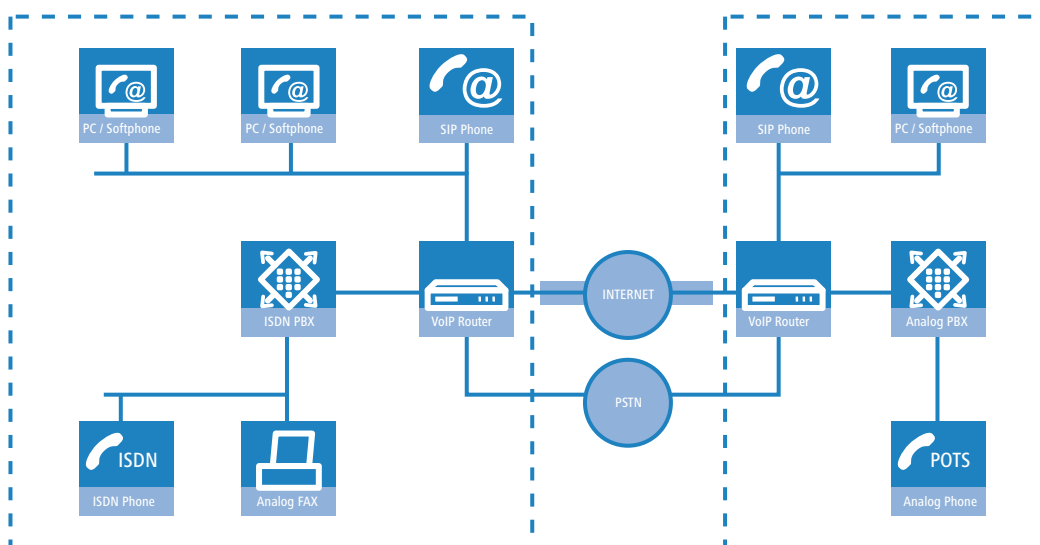 @
@
@
@
@
PC / Softphone
PC / Softphone
SIP Phone
SIP Phone
PC / Softphone
INTERNET
ISDN PBX
VoIP Router
VoIP Router
Analog PBX
PSTN
ISDN
POTS
ISDN Phone
Analog FAX
Analog Phone